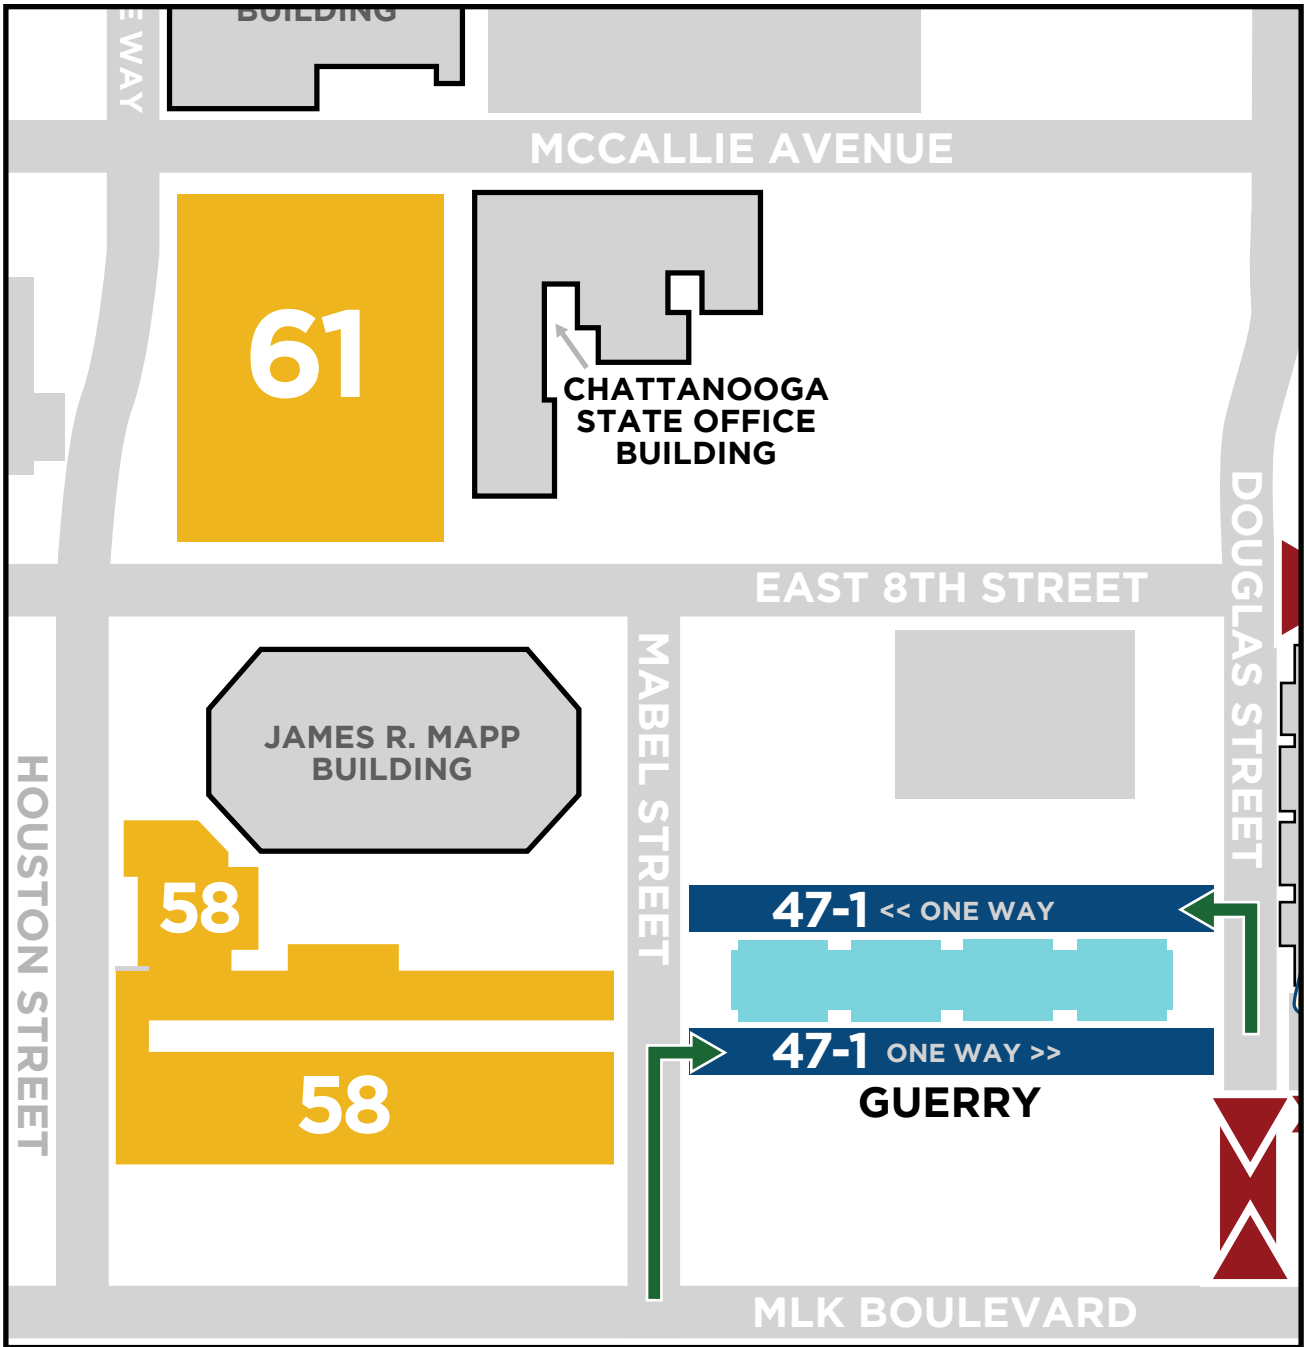 BUILDING
WAY
MCCALLIE AVENUE
61
CHATTANOOGA
STATE OFFICE
BUILDING
EAST 8TH STREET
DOUGLAS STREET
MABEL STREET
JAMES R. MAPP
BUILDING
HOUSTON STREET
58
47-1 << ONE WAY
47-1 ONE WAY >>
58
GUERRY
MLK BOULEVARD